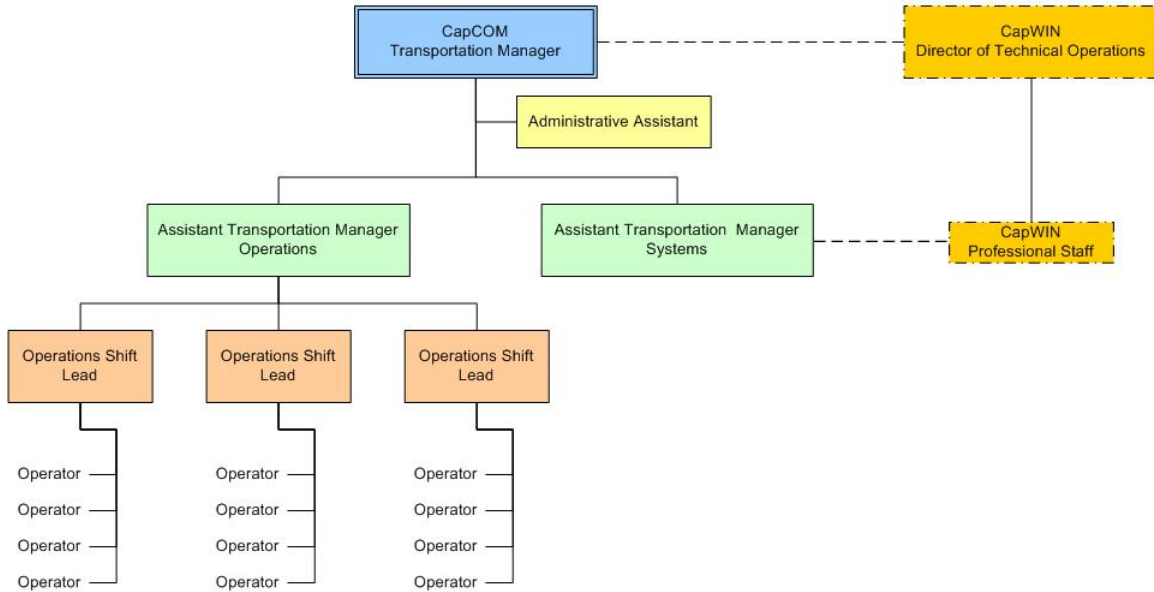 CapCOM
Transportation Manager
CapWIN
Director of Technical Operations
Administrative Assistant
Assistant Transportation Manager
Operations
Assistant Transportation  Manager
Systems
CapWIN
Professional Staff
Operations Shift
Lead
Operations Shift
Lead
Operations Shift
Lead
Operator
Operator
Operator
Operator
Operator
Operator
Operator
Operator
Operator
Operator
Operator
Operator